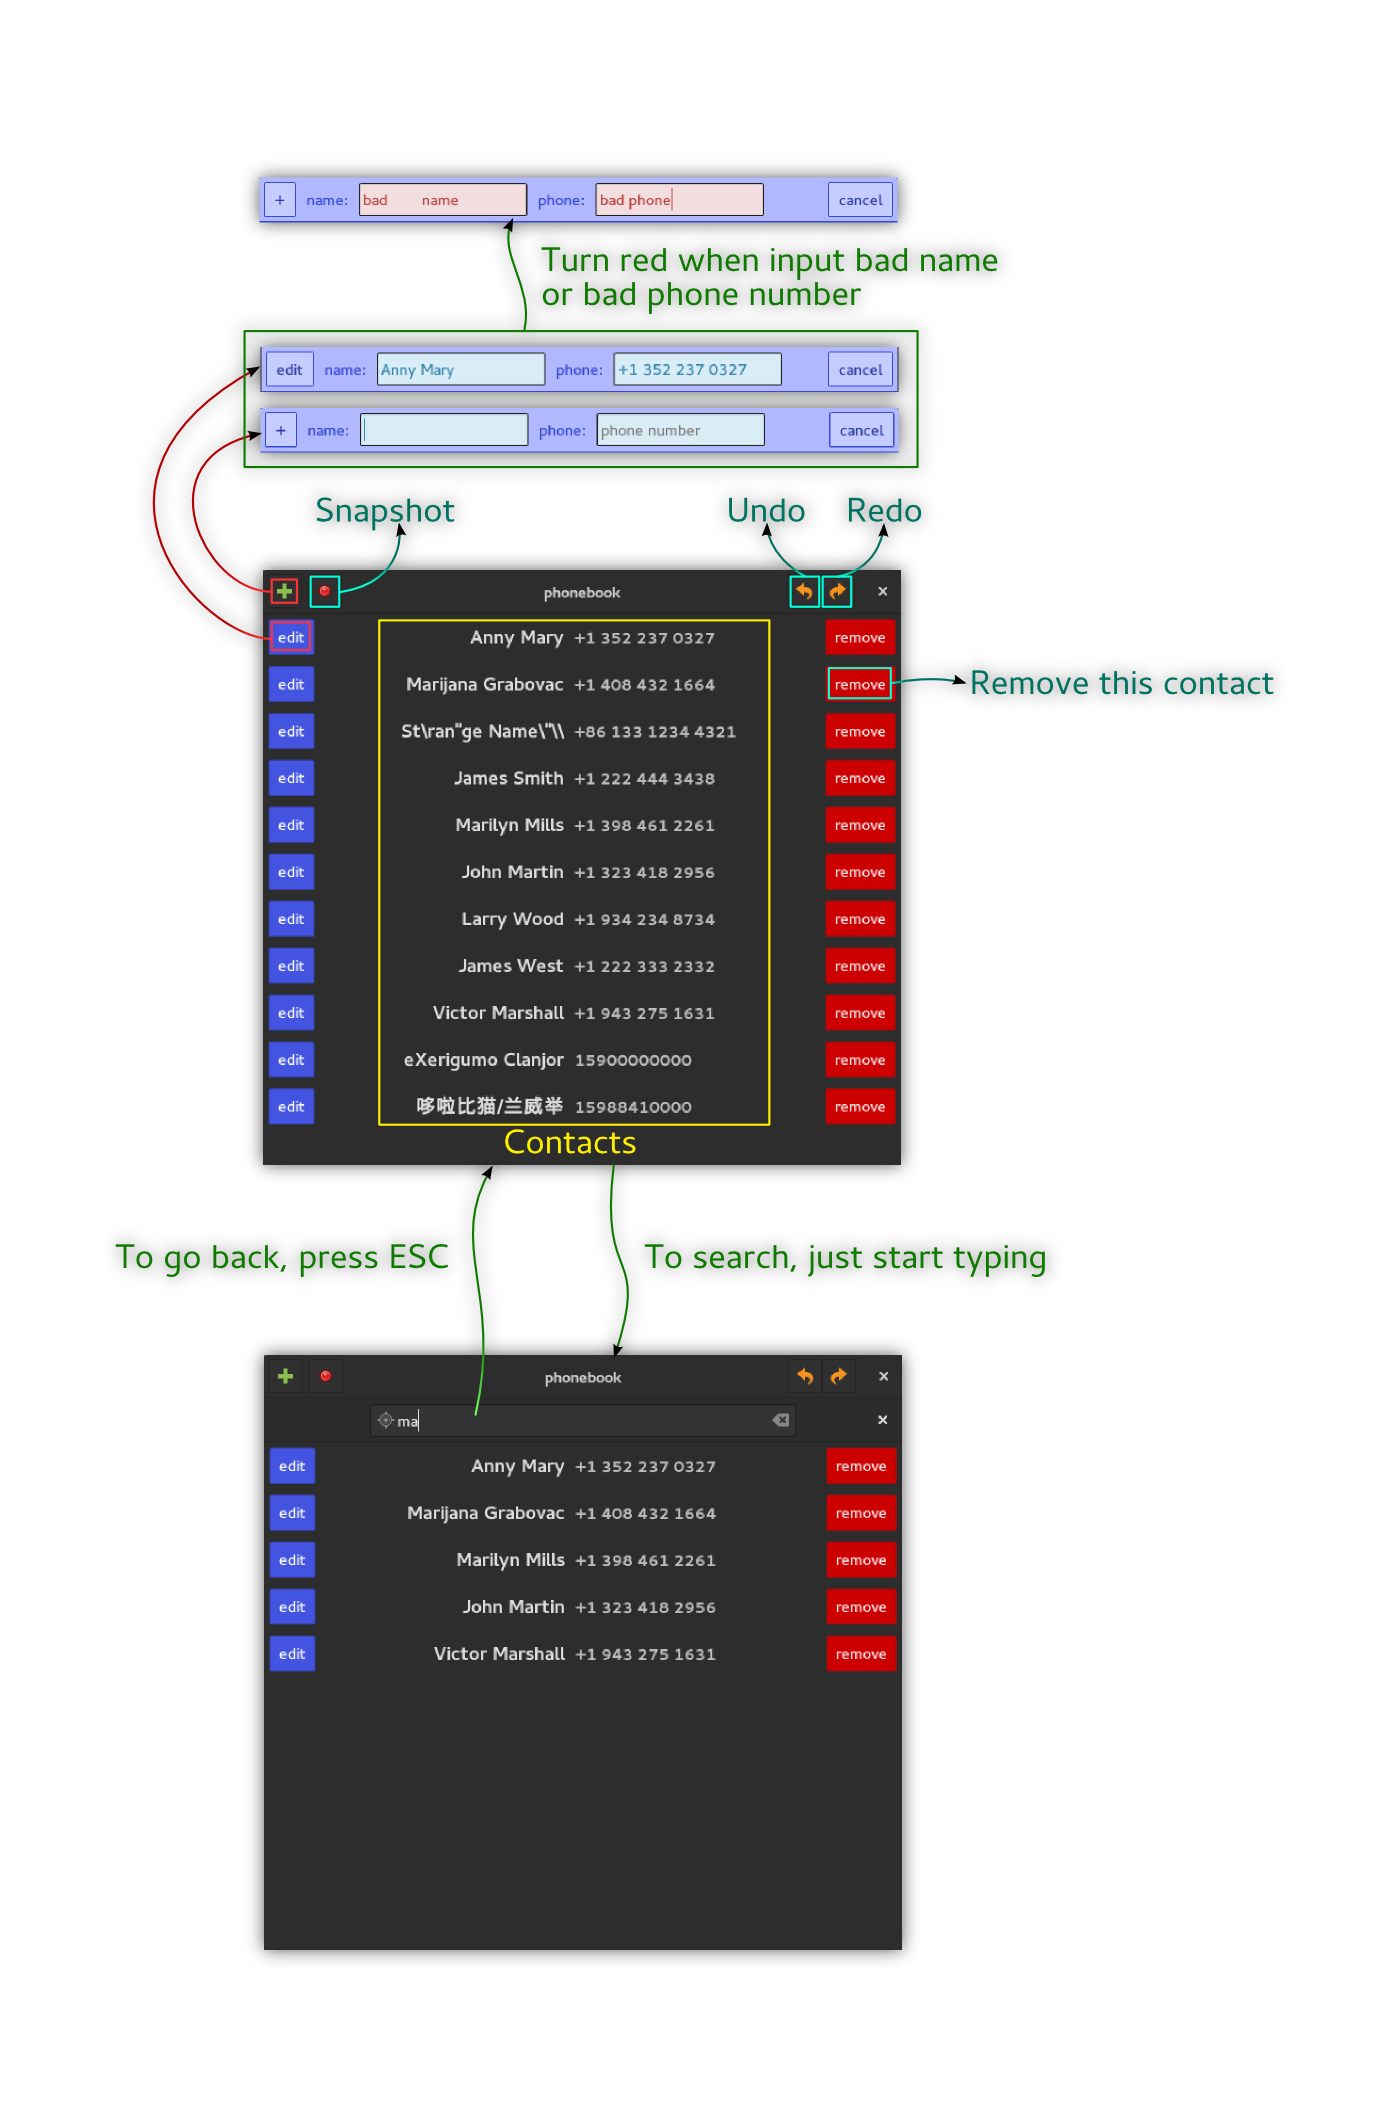 + name: bad name phone: bad phone cancel
Turn red when input bad name
or bad phone number
edit name: Anny Mary phone: +1 352 237 0327 cancel
+ name: phone: phone number cancel
Snapshot Undo Redo
phonebook ×
edit Anny Mary +1 352 237 0327 remove
edit Marijana Grabovac +1 408 432 1664 remove
Remove this contact
edit St\ran"ge Name\"\\ +86 133 1234 4321 remove
edit James Smith +1 222 444 3438 remove
edit Marilyn Mills +1 398 461 2261 remove
edit John Martin +1 323 418 2956 remove
edit Larry Wood +1 934 234 8734 remove
edit James West +1 222 333 2332 remove
edit Victor Marshall +1 943 275 1631 remove
edit eXerigumo Clanjor 15900000000 remove
edit 哆啦比猫/兰威举 15988410000 remove
Contacts
To go back, press ESC To search, just start typing
phonebook ×
ma ×
edit Anny Mary +1 352 237 0327 remove
edit Marijana Grabovac +1 408 432 1664 remove
edit Marilyn Mills +1 398 461 2261 remove
edit John Martin +1 323 418 2956 remove
edit Victor Marshall +1 943 275 1631 remove